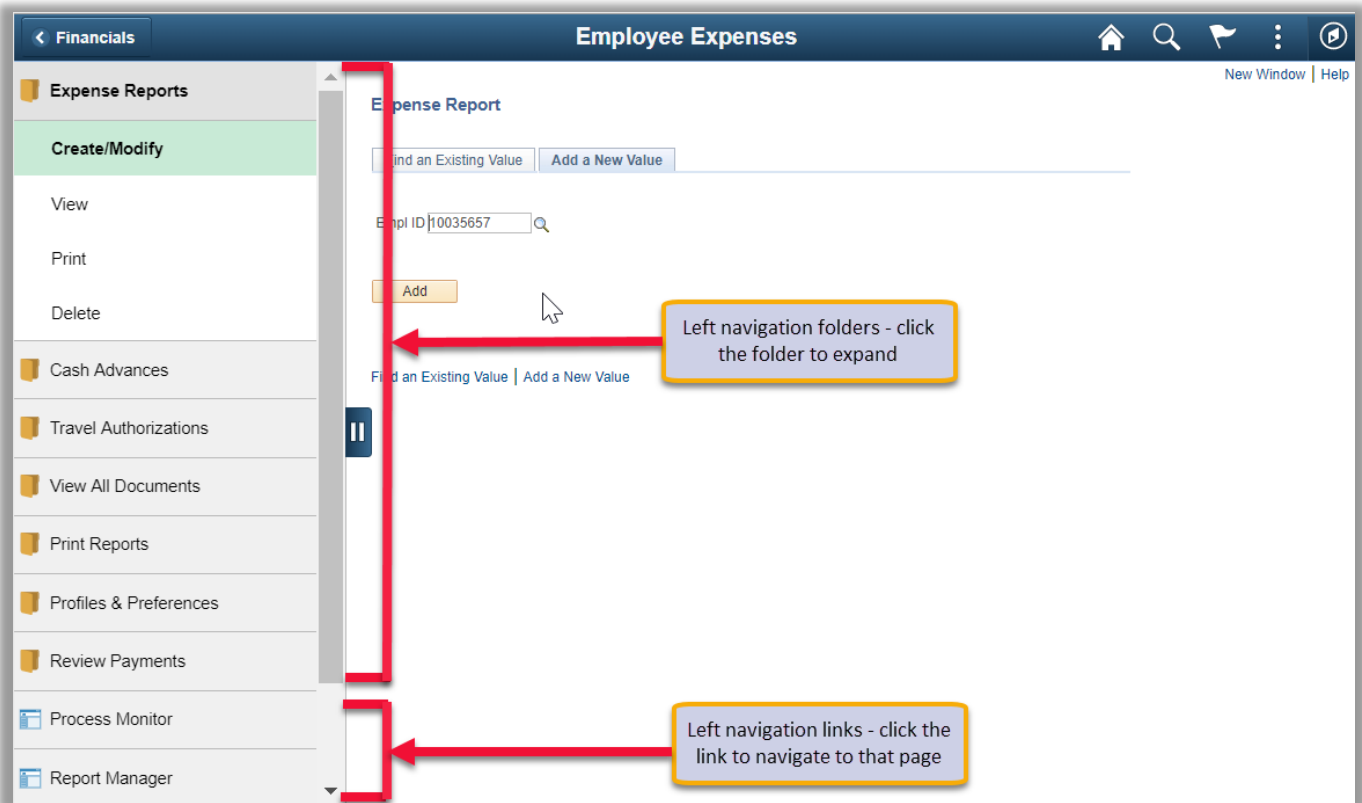 Financials
Employee Expenses
New Window | Help
Expense Reports
Create/Modify
View
Print
Delete
Cash Advances
Travel Authorizations
View All Documents
Print Reports
Profiles & Preferences
Review Payments
Process Monitor
Report Manager
Expense Report
Find an Existing Value
Add a New Value
Empl ID 10035657
Add
Find an Existing Value | Add a New Value
Left navigation folders - click
the folder to expand
Left navigation links - click the
link to navigate to that page